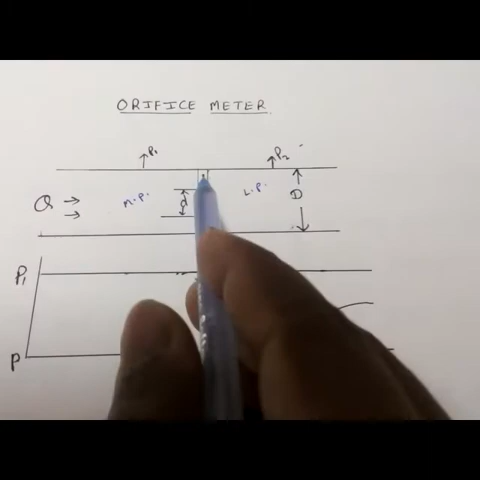 ORIFICE METER
P₁ P₂
Q H.P. d L.P. D
P₁
P